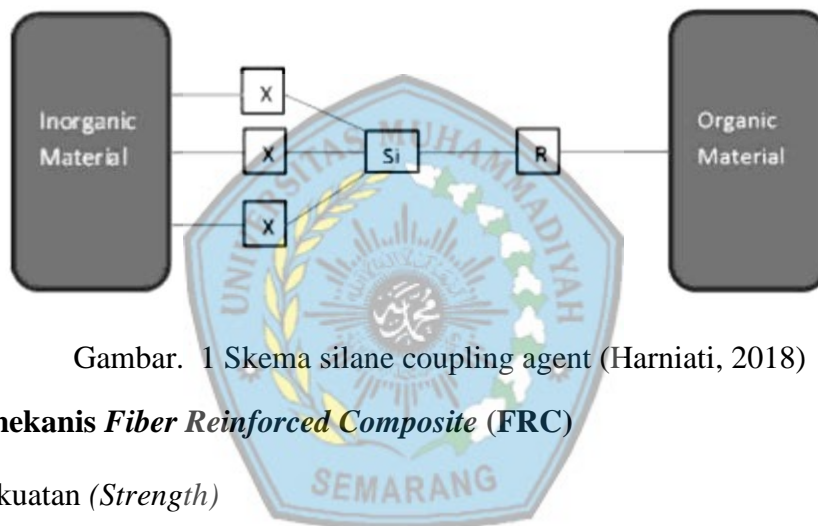 Inorganic
Material
X
X
X
Si
R
Organic
Material
UNIVERSITAS MUHAMMADIYAH
SEMARANG
Gambar. 1 Skema silane coupling agent (Harniati, 2018)
mekanis Fiber Reinforced Composite (FRC)
kuatan (Strength)